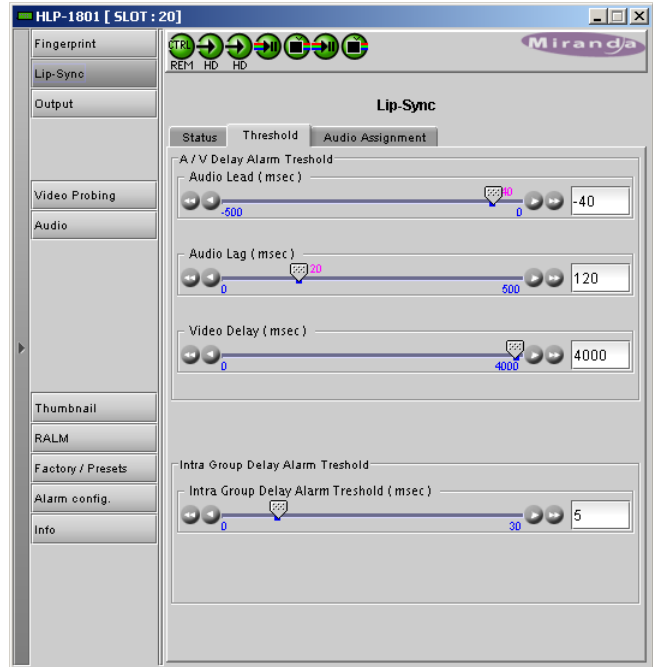 HLP-1801 [ SLOT : 20]
Fingerprint
Lip-Sync
Output
Video Probing
Audio
Thumbnail
RALM
Factory / Presets
Alarm config.
Info
CTRL
REM HD HD
Miranda
Lip-Sync
Status Threshold Audio Assignment
A / V Delay Alarm Treshold
Audio Lead ( msec )
40
-500 0
-40
Audio Lag ( msec )
20
0 500
120
Video Delay ( msec )
0 4000
4000
Intra Group Delay Alarm Treshold
Intra Group Delay Alarm Treshold ( msec )
0 30
5